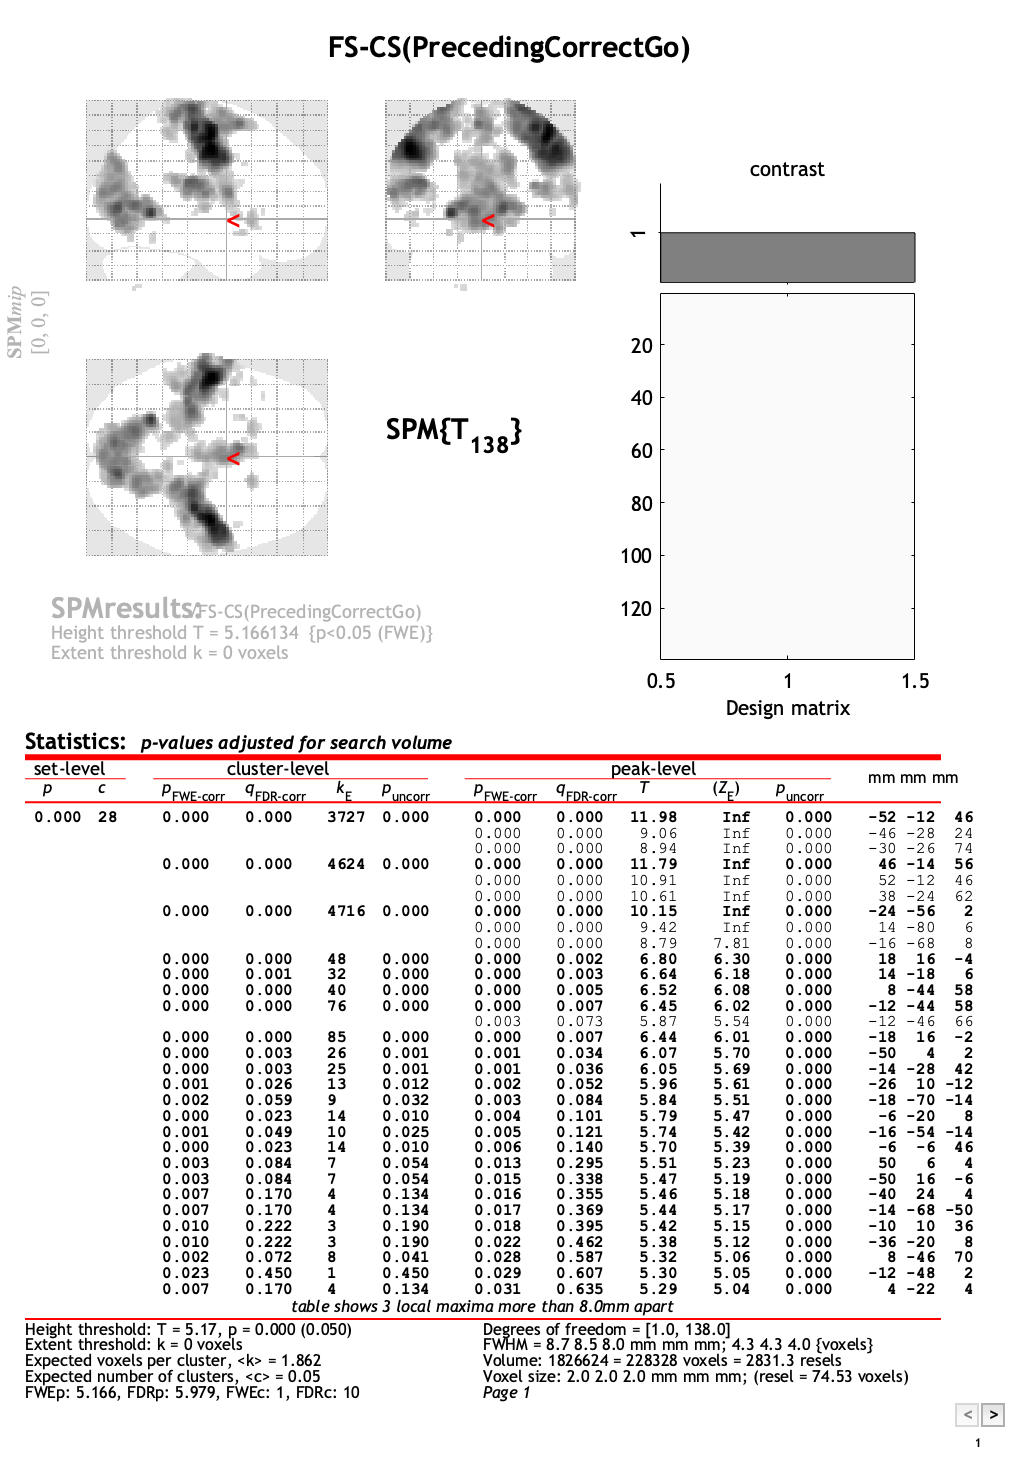 FS-CS(PrecedingCorrectGo)
<
<
contrast
1
SPMmip
[0, 0, 0]
<
SPM{T138}
20
40
60
80
100
120
0.5 1 1.5
Design matrix
SPMresults: FS-CS(PrecedingCorrectGo)
Height threshold T = 5.166134 {p<0.05 (FWE)}
Extent threshold k = 0 voxels
Statistics: p-values adjusted for search volume
set-level cluster-level peak-level mm mm mm
p c pFWE-corr qFDR-corr kE puncorr pFWE-corr qFDR-corr T (ZE) puncorr
0.000 28 0.000 0.000 3727 0.000 0.000 0.000 11.98 Inf 0.000 -52 -12 46
0.000 0.000 9.06 Inf 0.000 -46 -28 24
0.000 0.000 8.94 Inf 0.000 -30 -26 74
0.000 0.000 4624 0.000 0.000 0.000 11.79 Inf 0.000 46 -14 56
0.000 0.000 10.91 Inf 0.000 52 -12 46
0.000 0.000 10.61 Inf 0.000 38 -24 62
0.000 0.000 4716 0.000 0.000 0.000 10.15 Inf 0.000 -24 -56 2
0.000 0.000 9.42 Inf 0.000 14 -80 6
0.000 0.000 8.79 7.81 0.000 -16 -68 8
0.000 0.000 48 0.000 0.000 0.002 6.80 6.30 0.000 18 16 -4
0.000 0.001 32 0.000 0.000 0.003 6.64 6.18 0.000 14 -18 6
0.000 0.000 40 0.000 0.000 0.005 6.52 6.08 0.000 8 -44 58
0.000 0.000 76 0.000 0.000 0.007 6.45 6.02 0.000 -12 -44 58
0.003 0.073 5.87 5.54 0.000 -12 -46 66
0.000 0.000 85 0.000 0.000 0.007 6.44 6.01 0.000 -18 16 -2
0.000 0.003 26 0.001 0.001 0.034 6.07 5.70 0.000 -50 4 2
0.000 0.003 25 0.001 0.001 0.036 6.05 5.69 0.000 -14 -28 42
0.001 0.026 13 0.012 0.002 0.052 5.96 5.61 0.000 -26 10 -12
0.002 0.059 9 0.032 0.003 0.084 5.84 5.51 0.000 -18 -70 -14
0.000 0.023 14 0.010 0.004 0.101 5.79 5.47 0.000 -6 -20 8
0.001 0.049 10 0.025 0.005 0.121 5.74 5.42 0.000 -16 -54 -14
0.000 0.023 14 0.010 0.006 0.140 5.70 5.39 0.000 -6 -6 46
0.003 0.084 7 0.054 0.013 0.295 5.51 5.23 0.000 50 6 4
0.003 0.084 7 0.054 0.015 0.338 5.47 5.19 0.000 -50 16 -6
0.007 0.170 4 0.134 0.016 0.355 5.46 5.18 0.000 -40 24 4
0.007 0.170 4 0.134 0.017 0.369 5.44 5.17 0.000 -14 -68 -50
0.010 0.222 3 0.190 0.018 0.395 5.42 5.15 0.000 -10 10 36
0.010 0.222 3 0.190 0.022 0.462 5.38 5.12 0.000 -36 -20 8
0.002 0.072 8 0.041 0.028 0.587 5.32 5.06 0.000 8 -46 70
0.023 0.450 1 0.450 0.029 0.607 5.30 5.05 0.000 -12 -48 2
0.007 0.170 4 0.134 0.031 0.635 5.29 5.04 0.000 4 -22 4
table shows 3 local maxima more than 8.0mm apart
Height threshold: T = 5.17, p = 0.000 (0.050)
Extent threshold: k = 0 voxels
Expected voxels per cluster, <k> = 1.862
Expected number of clusters, <c> = 0.05
FWEp: 5.166, FDRp: 5.979, FWEc: 1, FDRc: 10
Degrees of freedom = [1.0, 138.0]
FWHM = 8.7 8.5 8.0 mm mm mm; 4.3 4.3 4.0 {voxels}
Volume: 1826624 = 228328 voxels = 2831.3 resels
Voxel size: 2.0 2.0 2.0 mm mm mm; (resel = 74.53 voxels)
Page 1
< >
1